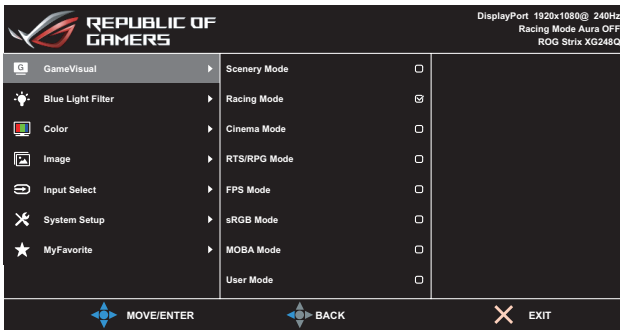 REPUBLIC OF
GAMERS
DisplayPort 1920x1080@ 240Hz
Racing Mode Aura OFF
ROG Strix XG248Q
G
GameVisual
Blue Light Filter
Color
Image
Input Select
System Setup
MyFavorite
Scenery Mode
Racing Mode
Cinema Mode
RTS/RPG Mode
FPS Mode
sRGB Mode
MOBA Mode
User Mode
MOVE/ENTER
BACK
EXIT